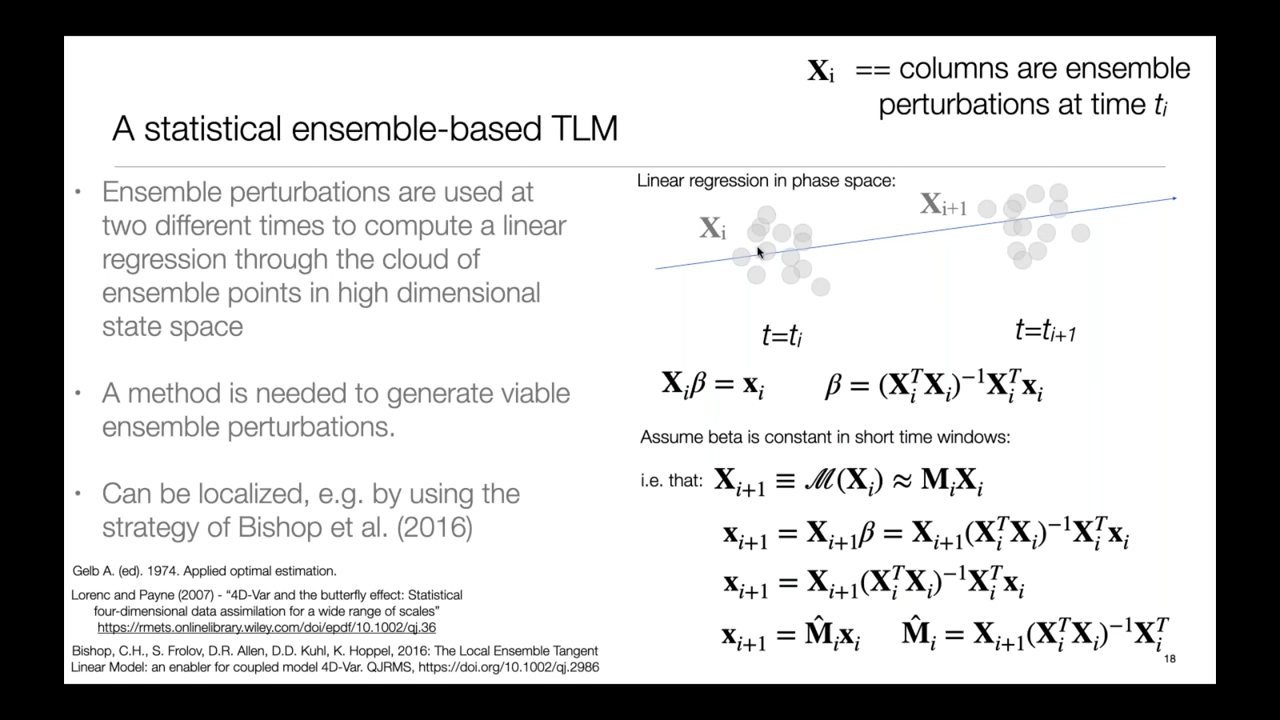 𝐗ᵢ == columns are ensemble
perturbations at time tᵢ
A statistical ensemble-based TLM
• Ensemble perturbations are used at
two different times to compute a linear
regression through the cloud of
ensemble points in high dimensional
state space
• A method is needed to generate viable
ensemble perturbations.
• Can be localized, e.g. by using the
strategy of Bishop et al. (2016)
Gelb A. (ed). 1974. Applied optimal estimation.
Lorenc and Payne (2007) - “4D-Var and the butterfly effect: Statistical
four-dimensional data assimilation for a wide range of scales”
https://rmets.onlinelibrary.wiley.com/doi/epdf/10.1002/qj.36
Bishop, C.H., S. Frolov, D.R. Allen, D.D. Kuhl, K. Hoppel, 2016: The Local Ensemble Tangent
Linear Model: an enabler for coupled model 4D-Var. QJRMS, https://doi.org/10.1002/qj.2986
Linear regression in phase space:
𝐗ᵢ 𝐗ᵢ₊₁
t=tᵢ t=tᵢ₊₁
𝐗ᵢβ = 𝐱ᵢ β = (𝐗ᵢᵀ𝐗ᵢ)⁻¹𝐗ᵢᵀ𝐱ᵢ
Assume beta is constant in short time windows:
i.e. that: 𝐗ᵢ₊₁ ≡ ℳ(𝐗ᵢ) ≈ 𝐌ᵢ𝐗ᵢ
𝐱ᵢ₊₁ = 𝐗ᵢ₊₁β = 𝐗ᵢ₊₁(𝐗ᵢᵀ𝐗ᵢ)⁻¹𝐗ᵢᵀ𝐱ᵢ
𝐱ᵢ₊₁ = 𝐗ᵢ₊₁(𝐗ᵢᵀ𝐗ᵢ)⁻¹𝐗ᵢᵀ𝐱ᵢ
𝐱ᵢ₊₁ = 𝐌̂ᵢ𝐱ᵢ 𝐌̂ᵢ = 𝐗ᵢ₊₁(𝐗ᵢᵀ𝐗ᵢ)⁻¹𝐗ᵢᵀ
18